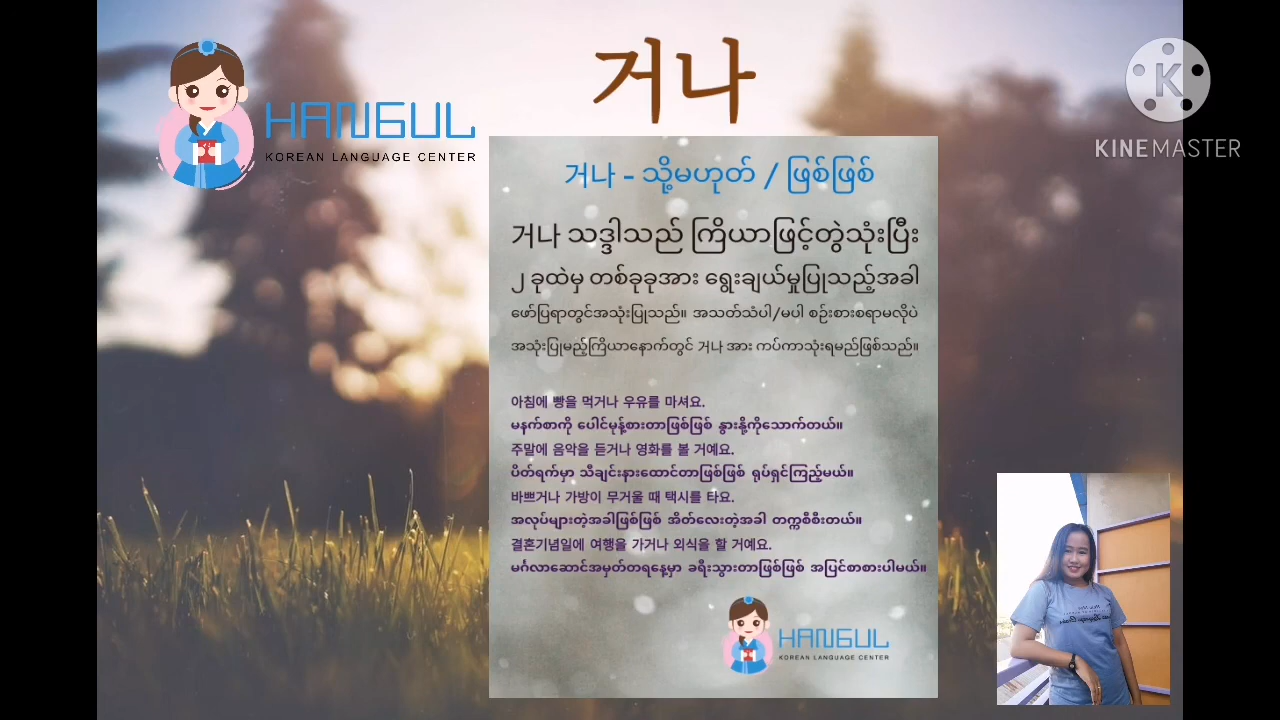 거나
HANGUL
KOREAN LANGUAGE CENTER
KINEMASTER
거나 - သို့မဟုတ် / ဖြစ်ဖြစ်
거나 သဒ္ဒါသည် ကြိယာဖြင့်တွဲသုံးပြီး
၂ ခုထဲမှ တစ်ခုခုအား ရွေးချယ်မှုပြုသည့်အခါ
ဖော်ပြရာတွင်အသုံးပြုသည်။ အသတ်သံပါ/မပါ စဉ်းစားစရာမလိုပဲ
အသုံးပြုမည့်ကြိယာနောက်တွင် 거나 အား ကပ်ကာသုံးရမည်ဖြစ်သည်။
아침에 빵을 먹거나 우유를 마셔요.
မနက်စာကို ပေါင်မုန့်စားတာဖြစ်ဖြစ် နွားနို့ကိုသောက်တယ်။
주말에 음악을 듣거나 영화를 볼 거예요.
ပိတ်ရက်မှာ သီချင်းနားထောင်တာဖြစ်ဖြစ် ရုပ်ရှင်ကြည့်မယ်။
바쁘거나 가방이 무거울 때 택시를 타요.
အလုပ်များတဲ့အခါဖြစ်ဖြစ် အိတ်လေးတဲ့အခါ တက္ကစီစီးတယ်။
결혼기념일에 여행을 가거나 외식을 할 거예요.
မင်္ဂလာဆောင်အမှတ်တရနေ့မှာ ခရီးသွားတာဖြစ်ဖြစ် အပြင်စာစားပါမယ်။
HANGUL
KOREAN LANGUAGE CENTER